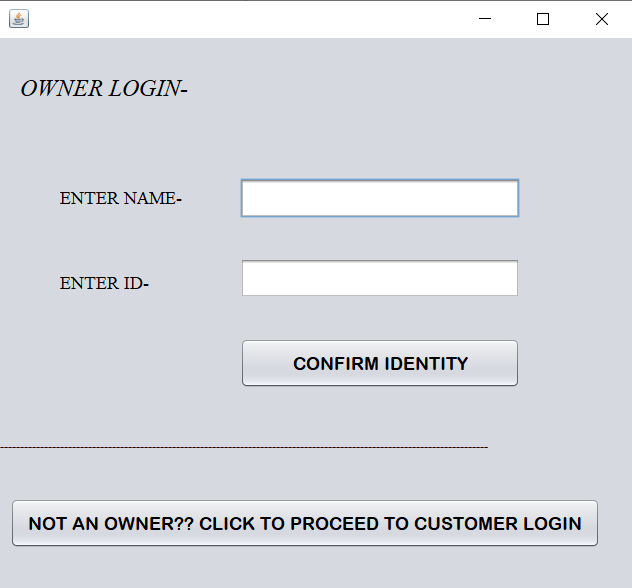 OWNER LOGIN-
ENTER NAME-
ENTER ID-
CONFIRM IDENTITY
--------------------------------------------------------------------------------------------------------------------------
NOT AN OWNER?? CLICK TO PROCEED TO CUSTOMER LOGIN